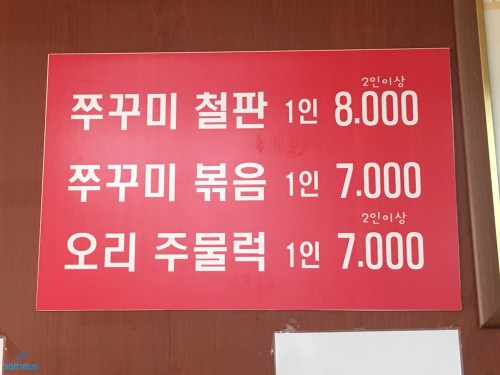 2인이상
쭈꾸미 철판 1인 8.000
쭈꾸미 볶음 1인 7.000
2인이상
오리 주물럭 1인 7.000